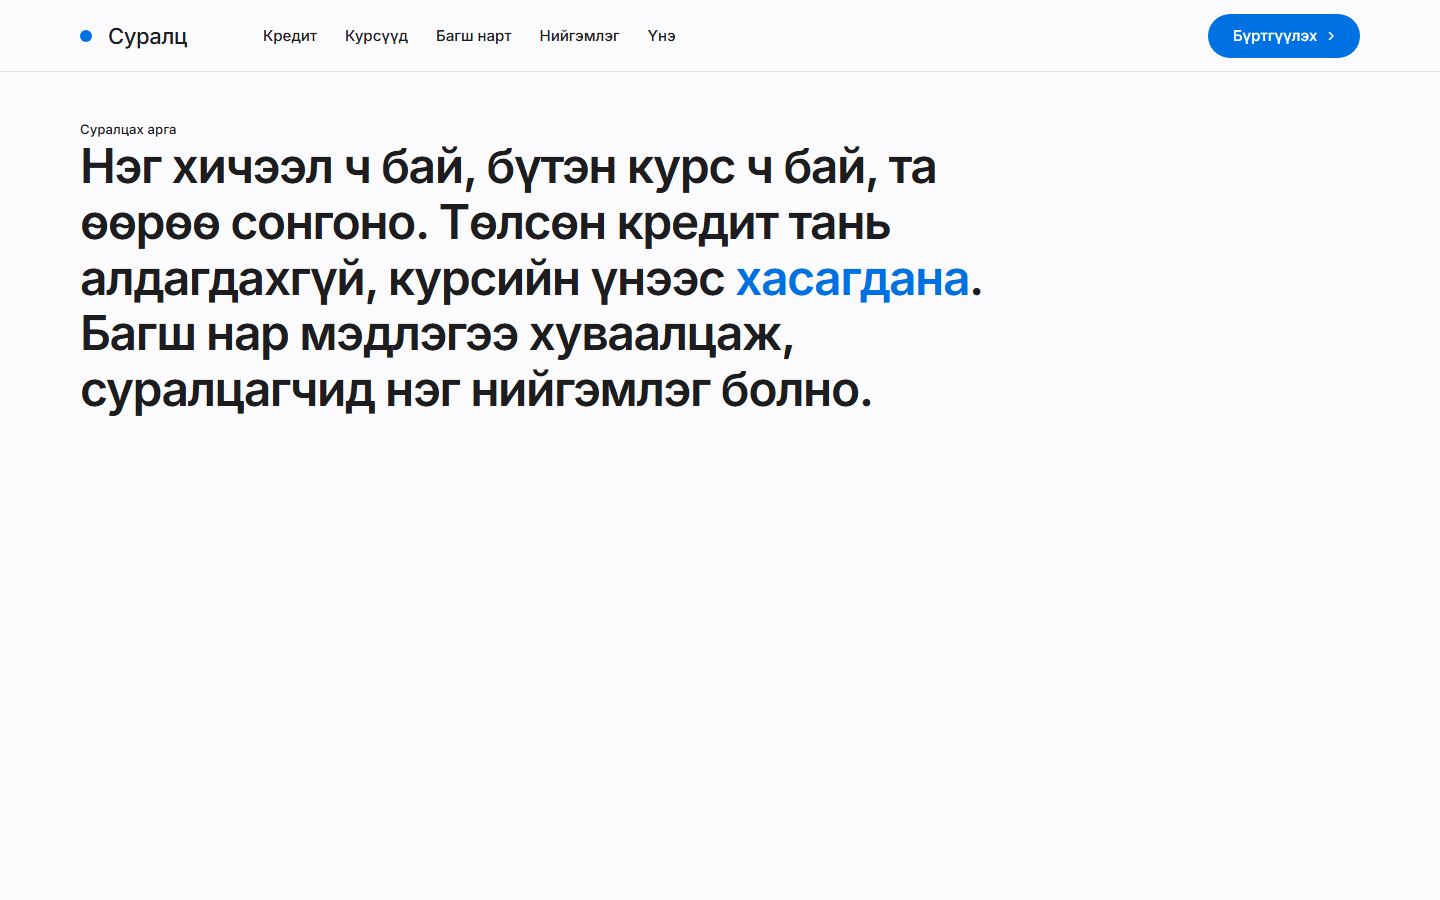 Суралц
Кредит
Курсүүд
Багш нарт
Нийгэмлэг
Үнэ
Бүртгүүлэх
Суралцах арга
Нэг хичээл ч бай, бүтэн курс ч бай, та
өөрөө сонгоно. Төлсөн кредит тань
алдагдахгүй, курсийн үнээс хасагдана.
Багш нар мэдлэгээ хуваалцаж,
суралцагчид нэг нийгэмлэг болно.